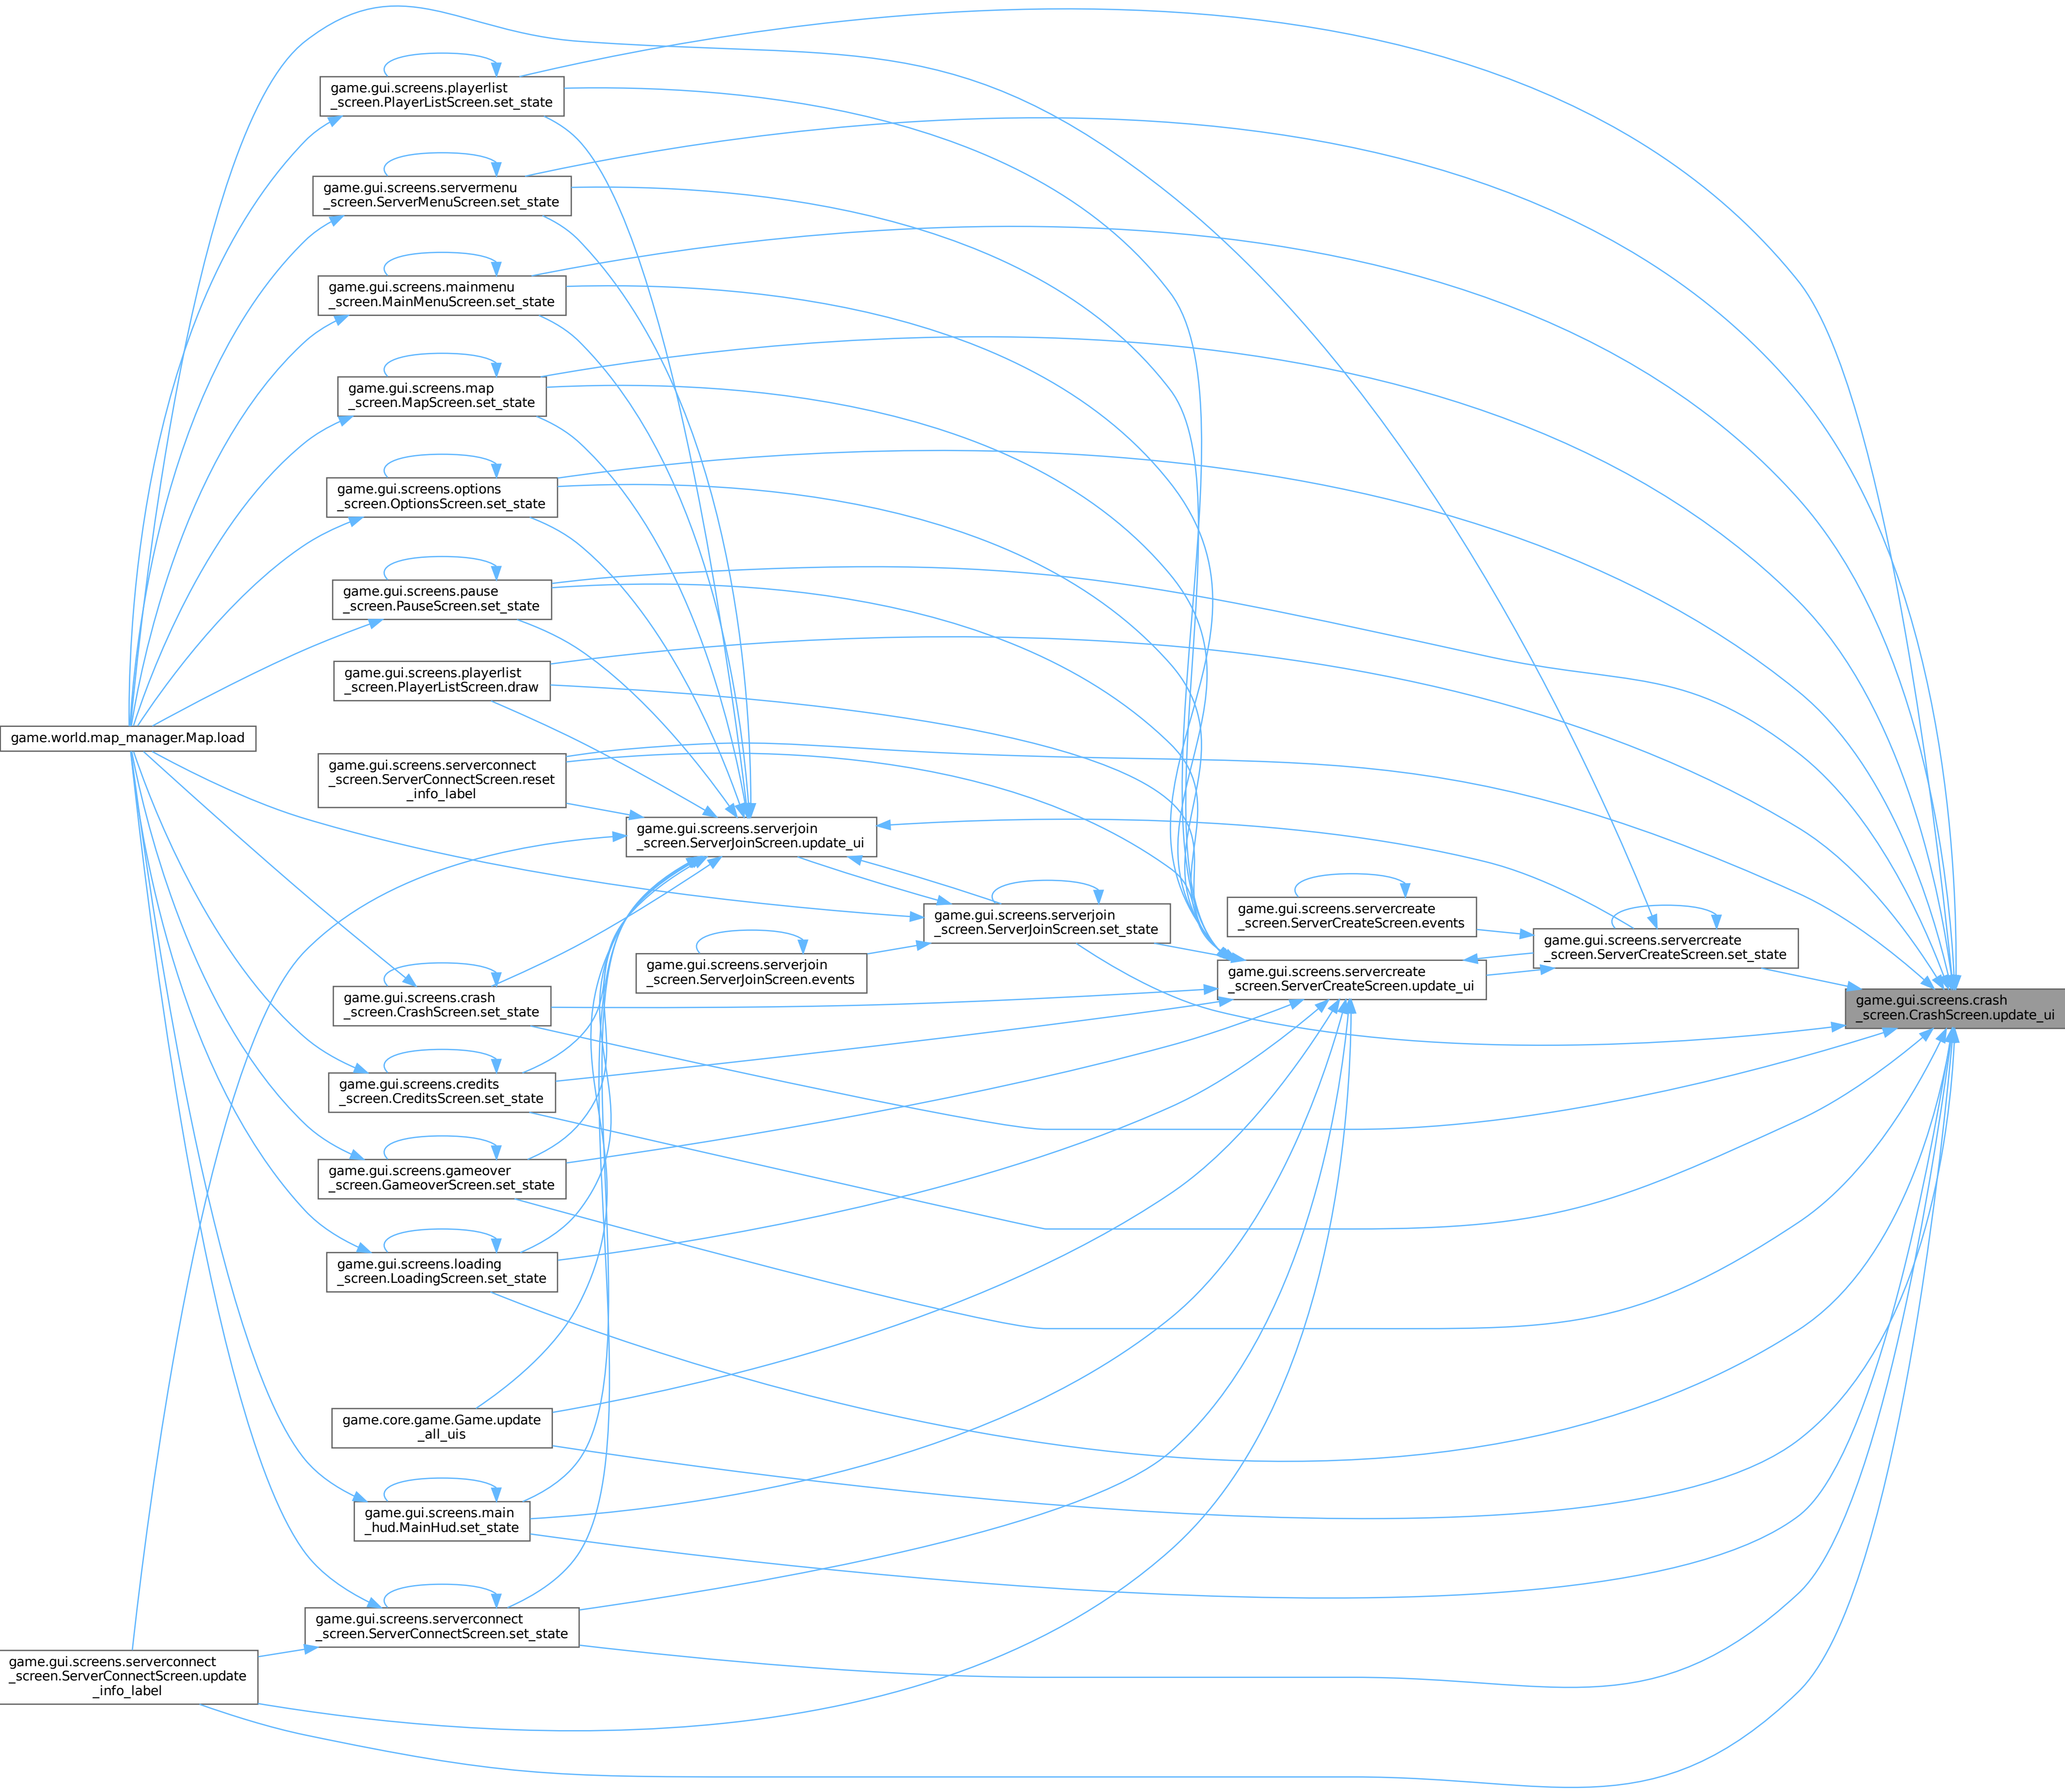 game.gui.screens.playerlist
_screen.PlayerListScreen.set_state
game.gui.screens.servermenu
_screen.ServerMenuScreen.set_state
game.gui.screens.mainmenu
_screen.MainMenuScreen.set_state
game.gui.screens.map
_screen.MapScreen.set_state
game.gui.screens.options
_screen.OptionsScreen.set_state
game.gui.screens.pause
_screen.PauseScreen.set_state
game.gui.screens.playerlist
_screen.PlayerListScreen.draw
game.world.map_manager.Map.load
game.gui.screens.serverconnect
_screen.ServerConnectScreen.reset
_info_label
game.gui.screens.serverjoin
_screen.ServerJoinScreen.update_ui
game.gui.screens.serverjoin
_screen.ServerJoinScreen.set_state
game.gui.screens.servercreate
_screen.ServerCreateScreen.events
game.gui.screens.servercreate
_screen.ServerCreateScreen.set_state
game.gui.screens.serverjoin
_screen.ServerJoinScreen.events
game.gui.screens.servercreate
_screen.ServerCreateScreen.update_ui
game.gui.screens.crash
_screen.CrashScreen.update_ui
game.gui.screens.crash
_screen.CrashScreen.set_state
game.gui.screens.credits
_screen.CreditsScreen.set_state
game.gui.screens.gameover
_screen.GameoverScreen.set_state
game.gui.screens.loading
_screen.LoadingScreen.set_state
game.core.game.Game.update
_all_uis
game.gui.screens.main
_hud.MainHud.set_state
game.gui.screens.serverconnect
_screen.ServerConnectScreen.set_state
game.gui.screens.serverconnect
_screen.ServerConnectScreen.update
_info_label